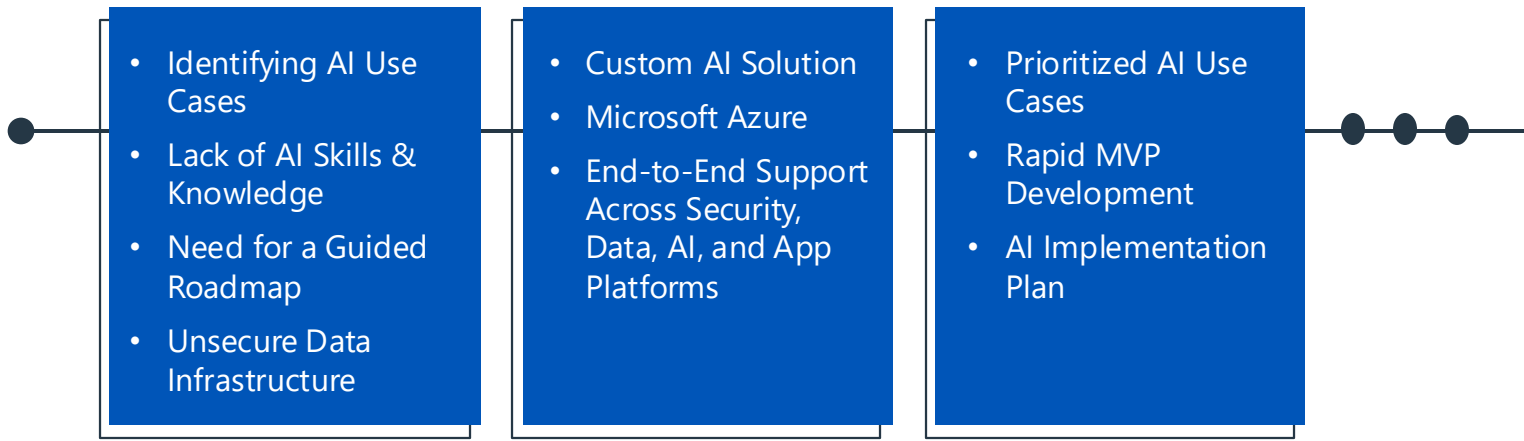 • Identifying AI Use
Cases
• Lack of AI Skills &
Knowledge
• Need for a Guided
Roadmap
• Unsecure Data
Infrastructure
• Custom AI Solution
• Microsoft Azure
• End-to-End Support
Across Security,
Data, AI, and App
Platforms
• Prioritized AI Use
Cases
• Rapid MVP
Development
• AI Implementation
Plan